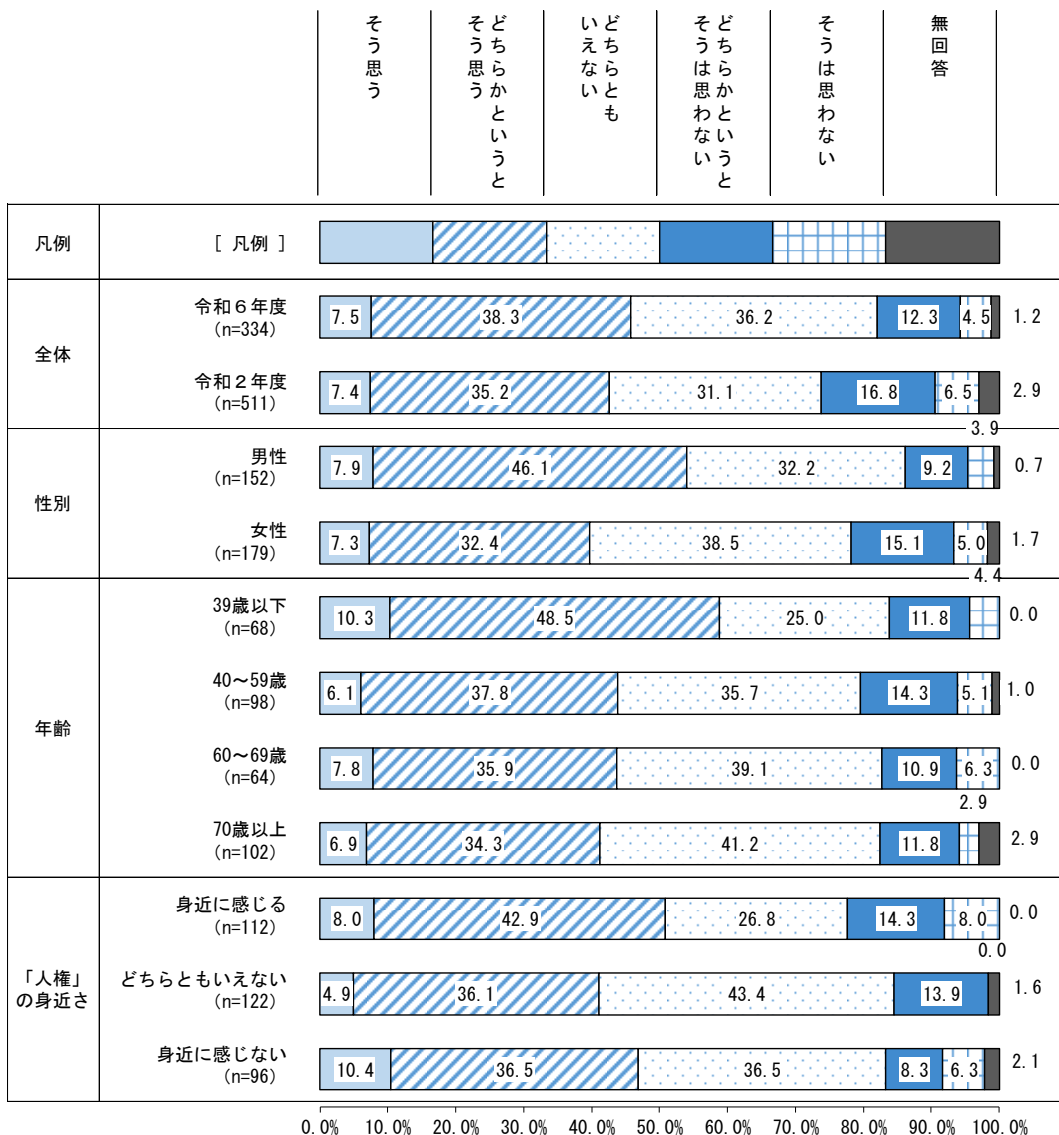 そう思う
どちらかというと
そう思う
どちらとも
いえない
どちらかというと
そうは思わない
そうは思わない
無回答
凡例
[ 凡例 ]
全体
令和６年度
(n=334)
7.5 38.3 36.2 12.3 4.5 1.2
令和２年度
(n=511)
7.4 35.2 31.1 16.8 6.5 2.9
性別
3.9
男性
(n=152)
7.9 46.1 32.2 9.2 0.7
女性
(n=179)
7.3 32.4 38.5 15.1 5.0 1.7
年齢
4.4
39歳以下
(n=68)
10.3 48.5 25.0 11.8 0.0
40～59歳
(n=98)
6.1 37.8 35.7 14.3 5.1 1.0
60～69歳
(n=64)
7.8 35.9 39.1 10.9 6.3 0.0
2.9
70歳以上
(n=102)
6.9 34.3 41.2 11.8 2.9
「人権」
の身近さ
身近に感じる
(n=112)
8.0 42.9 26.8 14.3 8.0 0.0
0.0
どちらともいえない
(n=122)
4.9 36.1 43.4 13.9 1.6
身近に感じない
(n=96)
10.4 36.5 36.5 8.3 6.3 2.1
0.0% 10.0% 20.0% 30.0% 40.0% 50.0% 60.0% 70.0% 80.0% 90.0% 100.0%